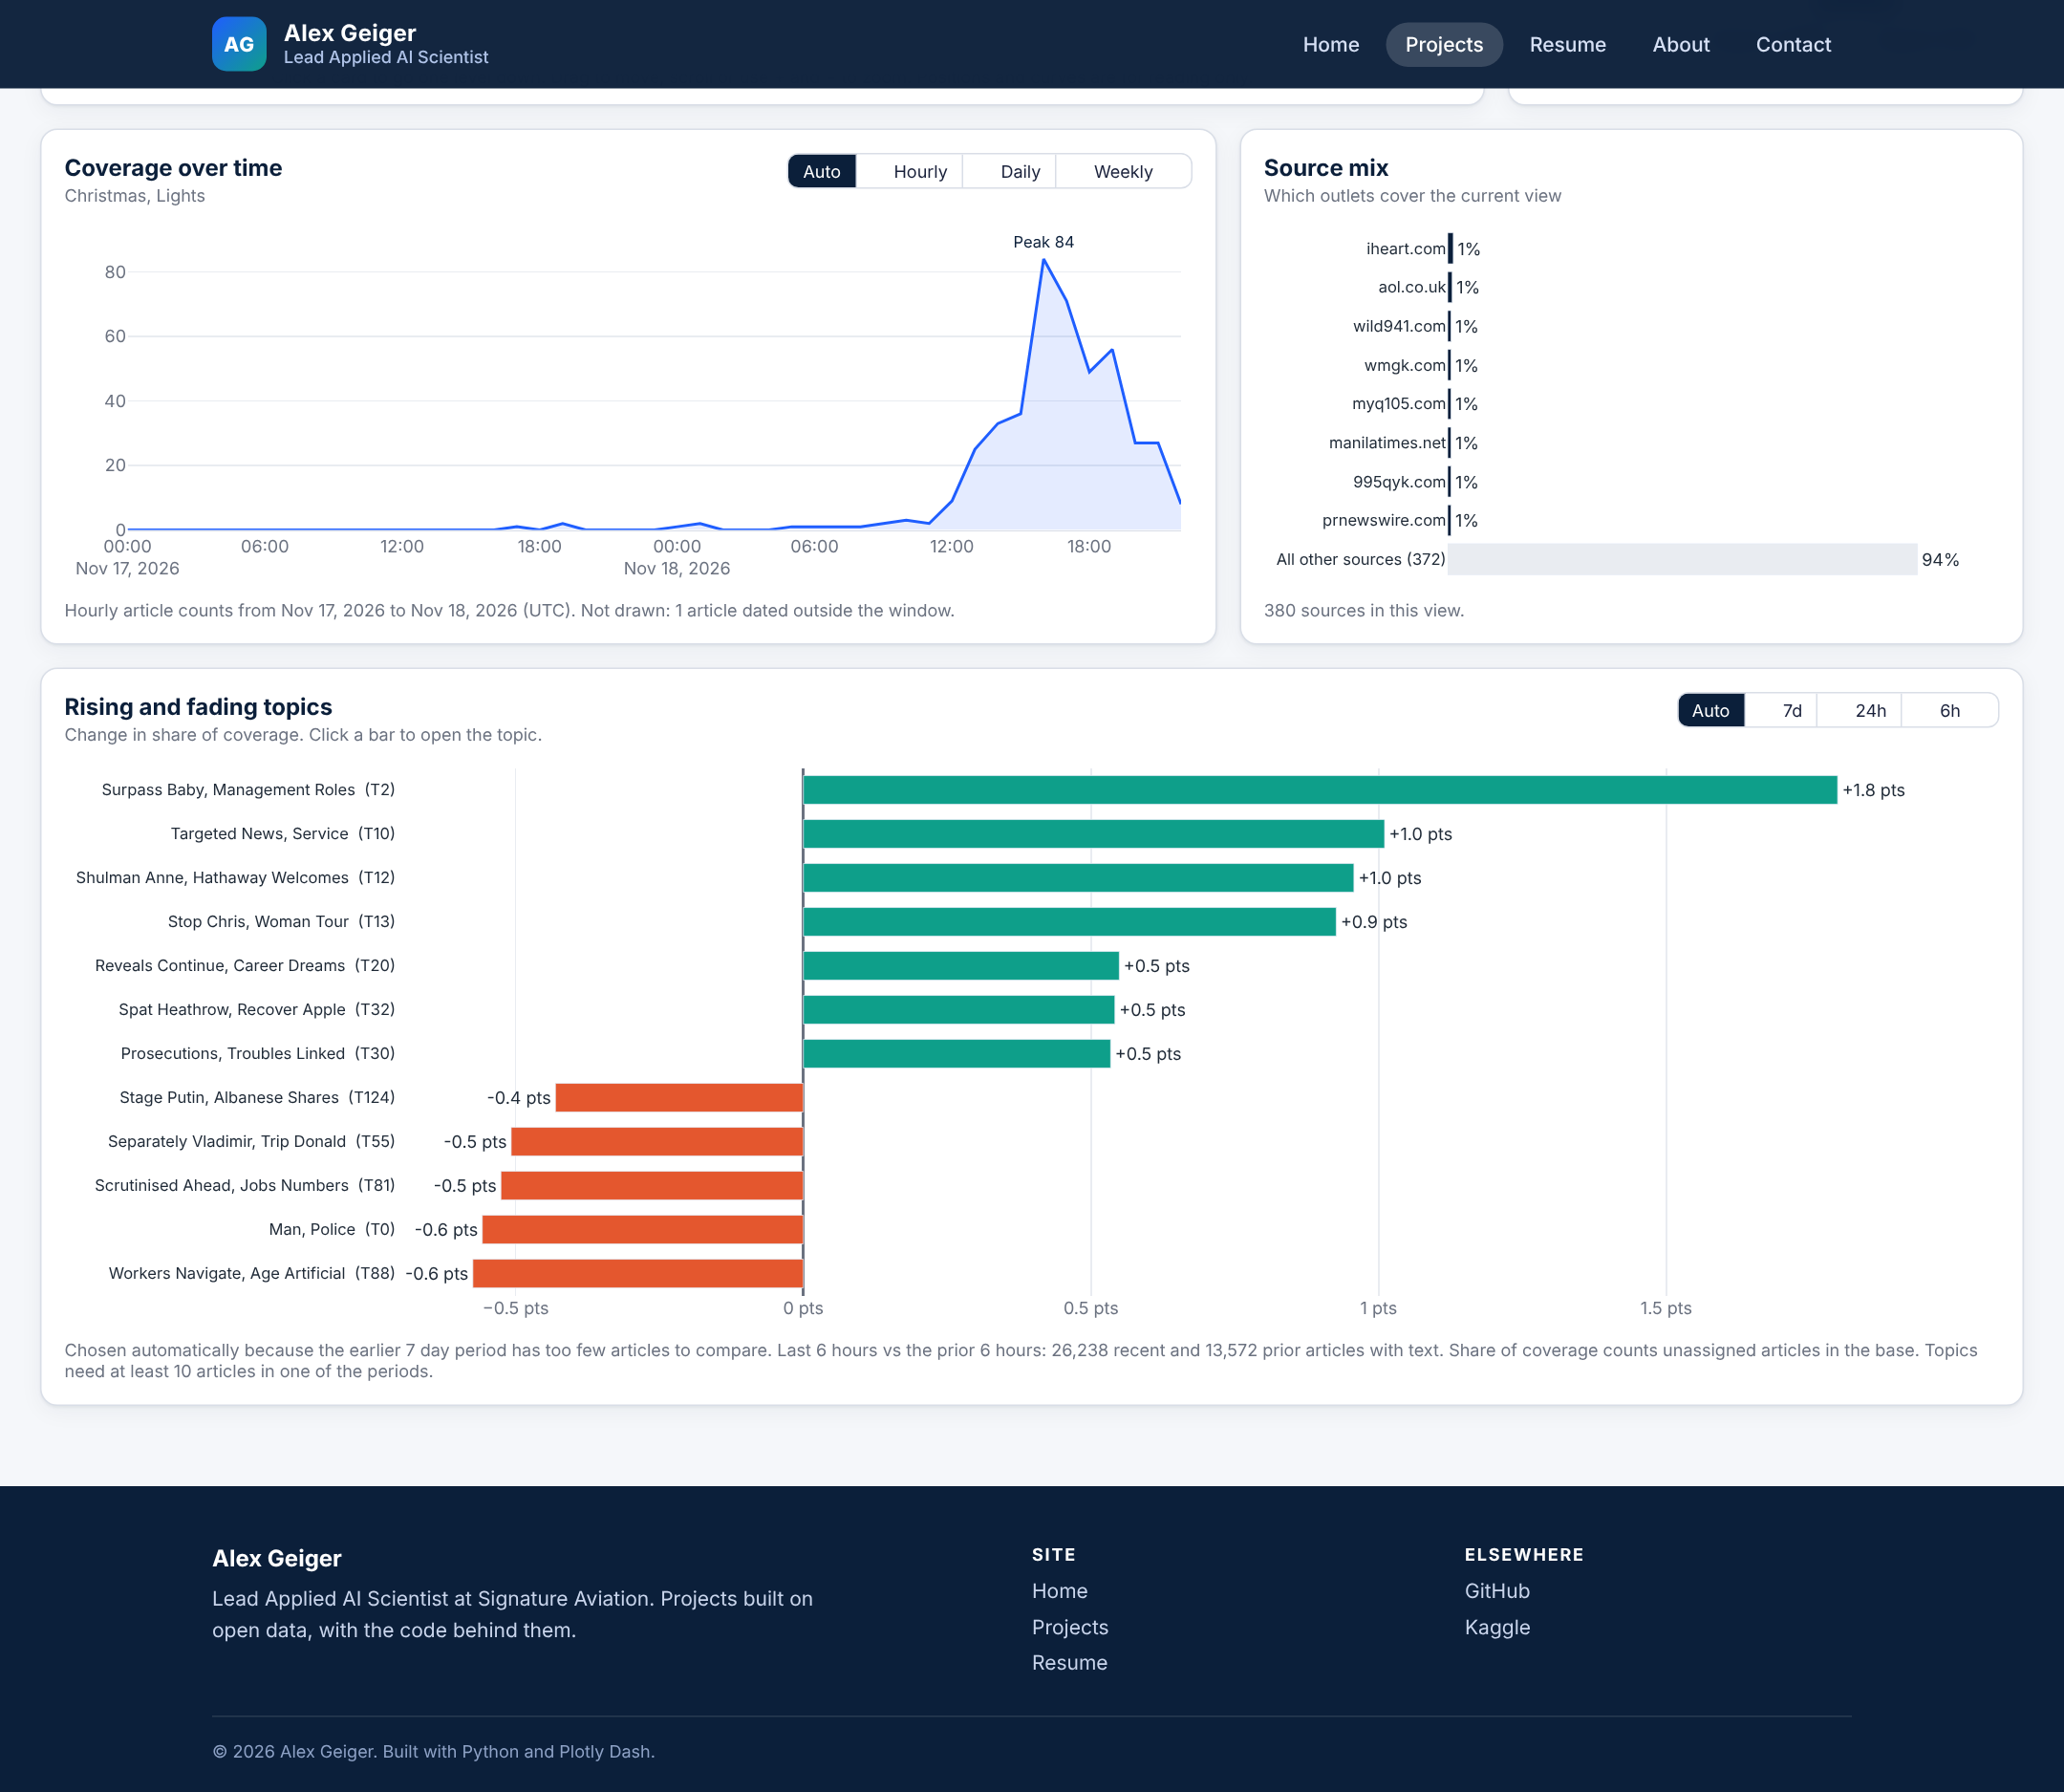 AG
Alex Geiger
Lead Applied AI Scientist
Home
Projects
Resume
About
Contact
Coverage over time
Christmas, Lights
Auto
Hourly
Daily
Weekly
Peak 84
80
60
40
20
0
00:00
06:00
12:00
18:00
00:00
06:00
12:00
18:00
Nov 17, 2026
Nov 18, 2026
Hourly article counts from Nov 17, 2026 to Nov 18, 2026 (UTC). Not drawn: 1 article dated outside the window.
Source mix
Which outlets cover the current view
iheart.com 1%
aol.co.uk 1%
wild941.com 1%
wmgk.com 1%
myq105.com 1%
manilatimes.net 1%
995qyk.com 1%
prnewswire.com 1%
All other sources (372) 94%
380 sources in this view.
Rising and fading topics
Change in share of coverage. Click a bar to open the topic.
Auto
7d
24h
6h
Surpass Baby, Management Roles (T2) +1.8 pts
Targeted News, Service (T10) +1.0 pts
Shulman Anne, Hathaway Welcomes (T12) +1.0 pts
Stop Chris, Woman Tour (T13) +0.9 pts
Reveals Continue, Career Dreams (T20) +0.5 pts
Spat Heathrow, Recover Apple (T32) +0.5 pts
Prosecutions, Troubles Linked (T30) +0.5 pts
Stage Putin, Albanese Shares (T124) -0.4 pts
Separately Vladimir, Trip Donald (T55) -0.5 pts
Scrutinised Ahead, Jobs Numbers (T81) -0.5 pts
Man, Police (T0) -0.6 pts
Workers Navigate, Age Artificial (T88) -0.6 pts
−0.5 pts
0 pts
0.5 pts
1 pts
1.5 pts
Chosen automatically because the earlier 7 day period has too few articles to compare. Last 6 hours vs the prior 6 hours: 26,238 recent and 13,572 prior articles with text. Share of coverage counts unassigned articles in the base. Topics
need at least 10 articles in one of the periods.
Alex Geiger
Lead Applied AI Scientist at Signature Aviation. Projects built on
open data, with the code behind them.
SITE
Home
Projects
Resume
ELSEWHERE
GitHub
Kaggle
© 2026 Alex Geiger. Built with Python and Plotly Dash.